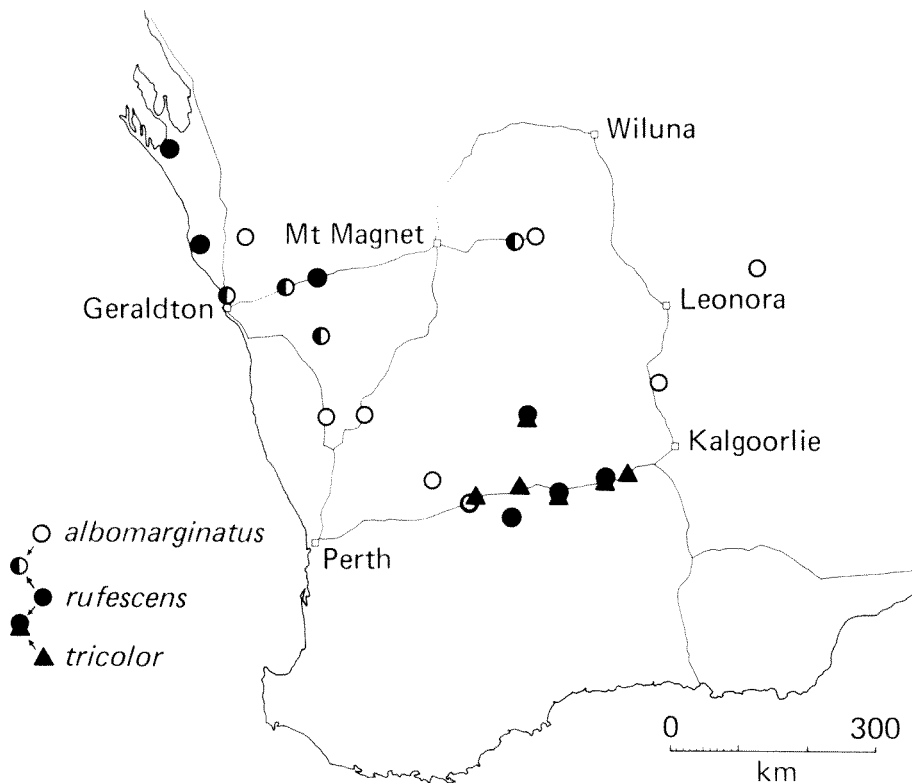 Wiluna
Mt Magnet
Leonora
Geraldton
Kalgoorlie
albomarginatus
Perth
rufescens
tricolor
0 300
km